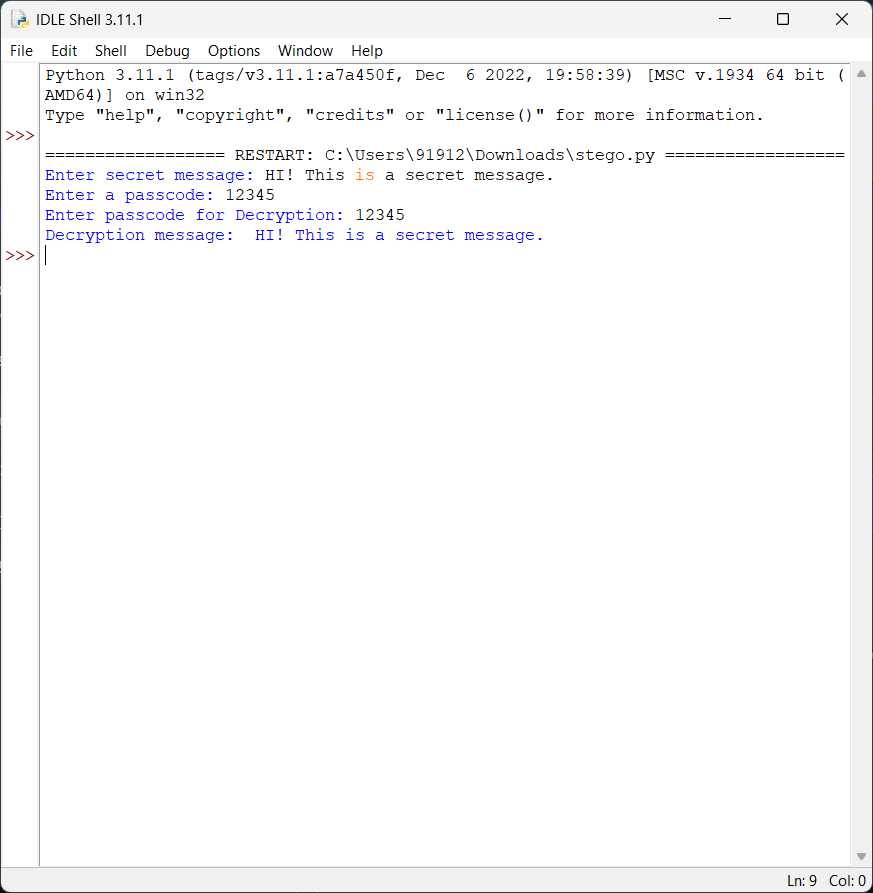 IDLE Shell 3.11.1
File Edit Shell Debug Options Window Help
Python 3.11.1 (tags/v3.11.1:a7a450f, Dec  6 2022, 19:58:39) [MSC v.1934 64 bit (
AMD64)] on win32
Type "help", "copyright", "credits" or "license()" for more information.
>>>
================== RESTART: C:\Users\91912\Downloads\stego.py ==================
Enter secret message: HI! This is a secret message.
Enter a passcode: 12345
Enter passcode for Decryption: 12345
Decryption message:  HI! This is a secret message.
>>>
Ln: 9 Col: 0